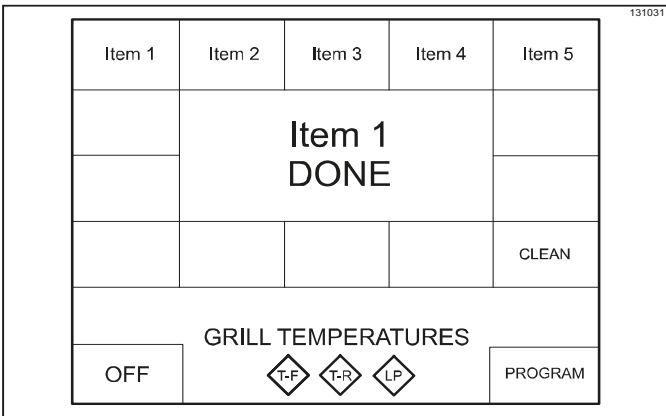 131031
Item 1 Item 2 Item 3 Item 4 Item 5
Item 1
DONE
CLEAN
GRILL TEMPERATURES
OFF T-F T-R LP PROGRAM